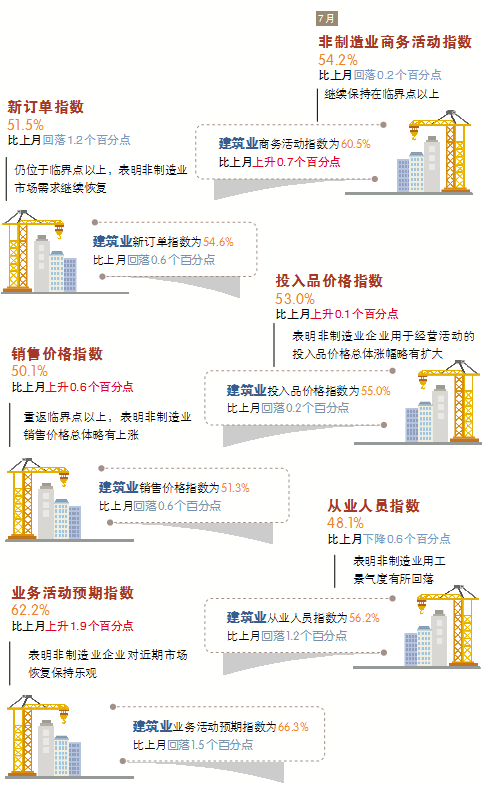 7月
非制造业商务活动指数
54.2%
比上月回落0.2个百分点
继续保持在临界点以上
建筑业商务活动指数为60.5%
比上月上升0.7个百分点
新订单指数
51.5%
比上月回落1.2个百分点
仍位于临界点以上，表明非制造业
市场需求继续恢复
建筑业新订单指数为54.6%
比上月回落0.6个百分点
投入品价格指数
53.0%
比上月上升0.1个百分点
表明非制造业企业用于经营活动的
投入品价格总体涨幅略有扩大
建筑业投入品价格指数为55.0%
比上月回落0.2个百分点
销售价格指数
50.1%
比上月上升0.6个百分点
重返临界点以上，表明非制造业
销售价格总体略有上涨
建筑业销售价格指数为51.3%
比上月回落0.6个百分点
从业人员指数
48.1%
比上月下降0.6个百分点
表明非制造业用工
景气度有所回落
建筑业从业人员指数为56.2%
比上月回落1.2个百分点
业务活动预期指数
62.2%
比上月上升1.9个百分点
表明非制造业企业对近期市场
恢复保持乐观
建筑业业务活动预期指数为66.3%
比上月回落1.5个百分点